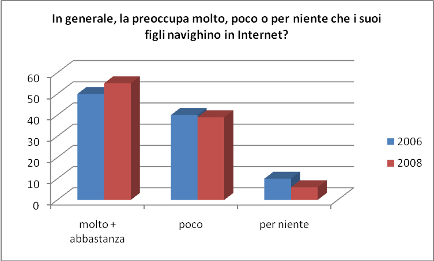 In generale, la preoccupa molto, poco o per niente che i suoi
figli navighino in Internet?
60
50
40
30
20
10
0
molto +
abbastanza
poco
per niente
2006
2008